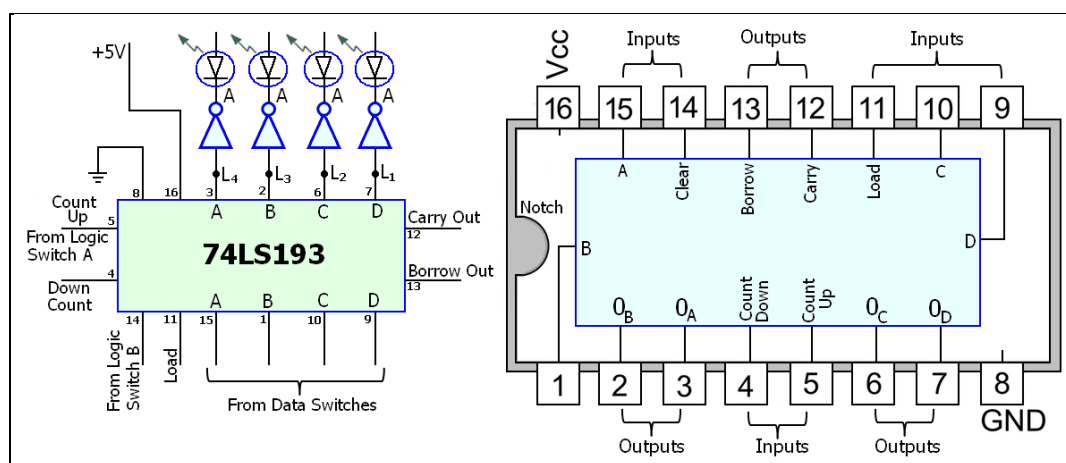 +5V
A A A A
L4 L3 L2 L1
8 16 3 2 6 7
A B C D
Count
Up
5
From Logic
Switch A
74LS193
Carry Out
12
4
Down
Count
Borrow Out
13
A B C D
14 11 15 1 10 9
From Logic
Switch B
Load
From Data Switches
Inputs Outputs Inputs
Vcc
16 15 14 13 12 11 10 9
A Clear Borrow Carry Load C
Notch
B D
0B 0A Count Down Count Up 0C 0D
1 2 3 4 5 6 7 8
GND
Outputs Inputs Outputs